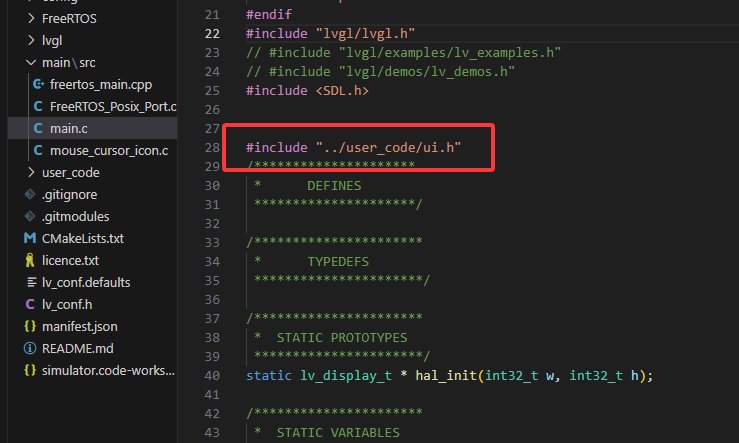 config
FreeRTOS
lvgl
main\src
freertos_main.cpp
FreeRTOS_Posix_Port.c
main.c
mouse_cursor_icon.c
user_code
.gitignore
.gitmodules
CMakeLists.txt
licence.txt
lv_conf.defaults
lv_conf.h
manifest.json
README.md
simulator.code-works...
21 #endif
22 #include "lvgl/lvgl.h"
23 // #include "lvgl/examples/lv_examples.h"
24 // #include "lvgl/demos/lv_demos.h"
25 #include <SDL.h>
26
27
28 #include "../user_code/ui.h"
29 /*********************
30  *      DEFINES
31  *********************/
32
33 /**********************
34  *      TYPEDEFS
35  **********************/
36
37 /**********************
38  *  STATIC PROTOTYPES
39  **********************/
40 static lv_display_t * hal_init(int32_t w, int32_t h);
41
42 /**********************
43  *  STATIC VARIABLES